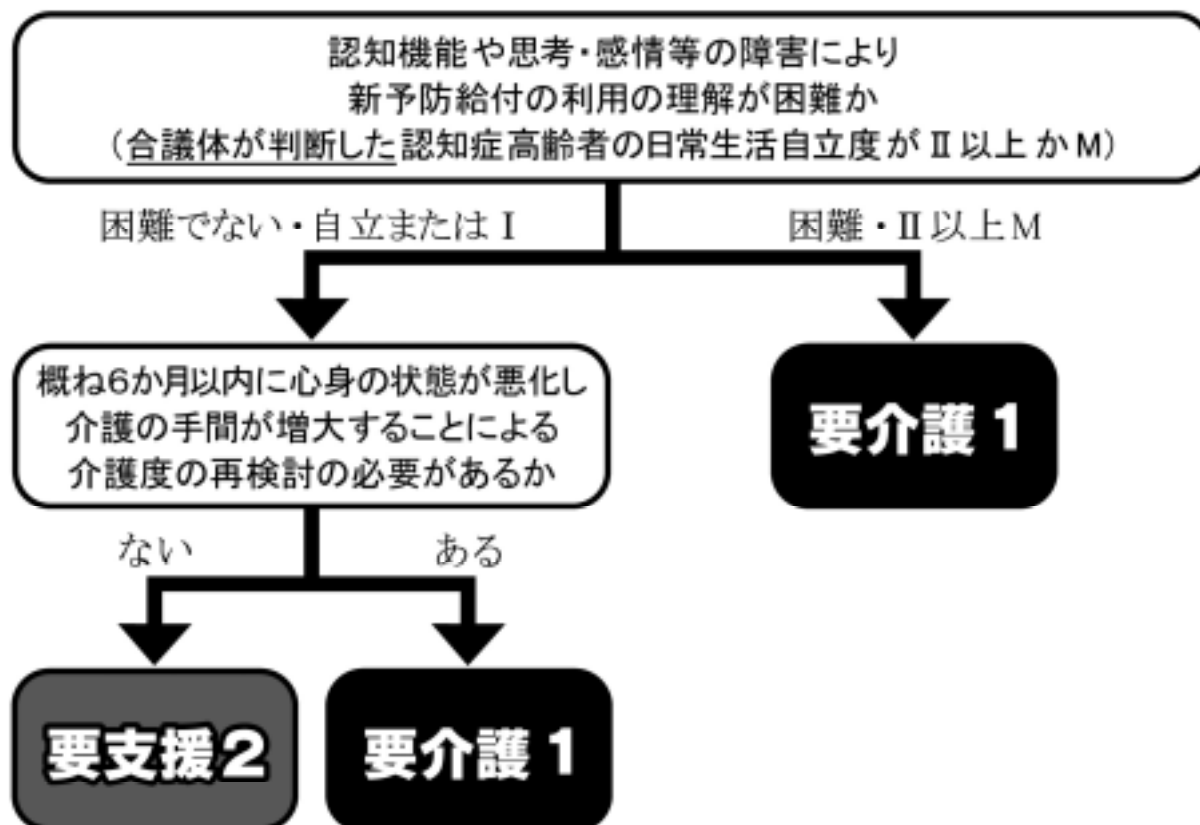 認知機能や思考・感情等の障害により
新予防給付の利用の理解が困難か
（合議体が判断した認知症高齢者の日常生活自立度がⅡ以上かM）
困難でない・自立またはⅠ
困難・Ⅱ以上M
概ね6か月以内に心身の状態が悪化し
介護の手間が増大することによる
介護度の再検討の必要があるか
要介護1
ない
ある
要支援2
要介護1